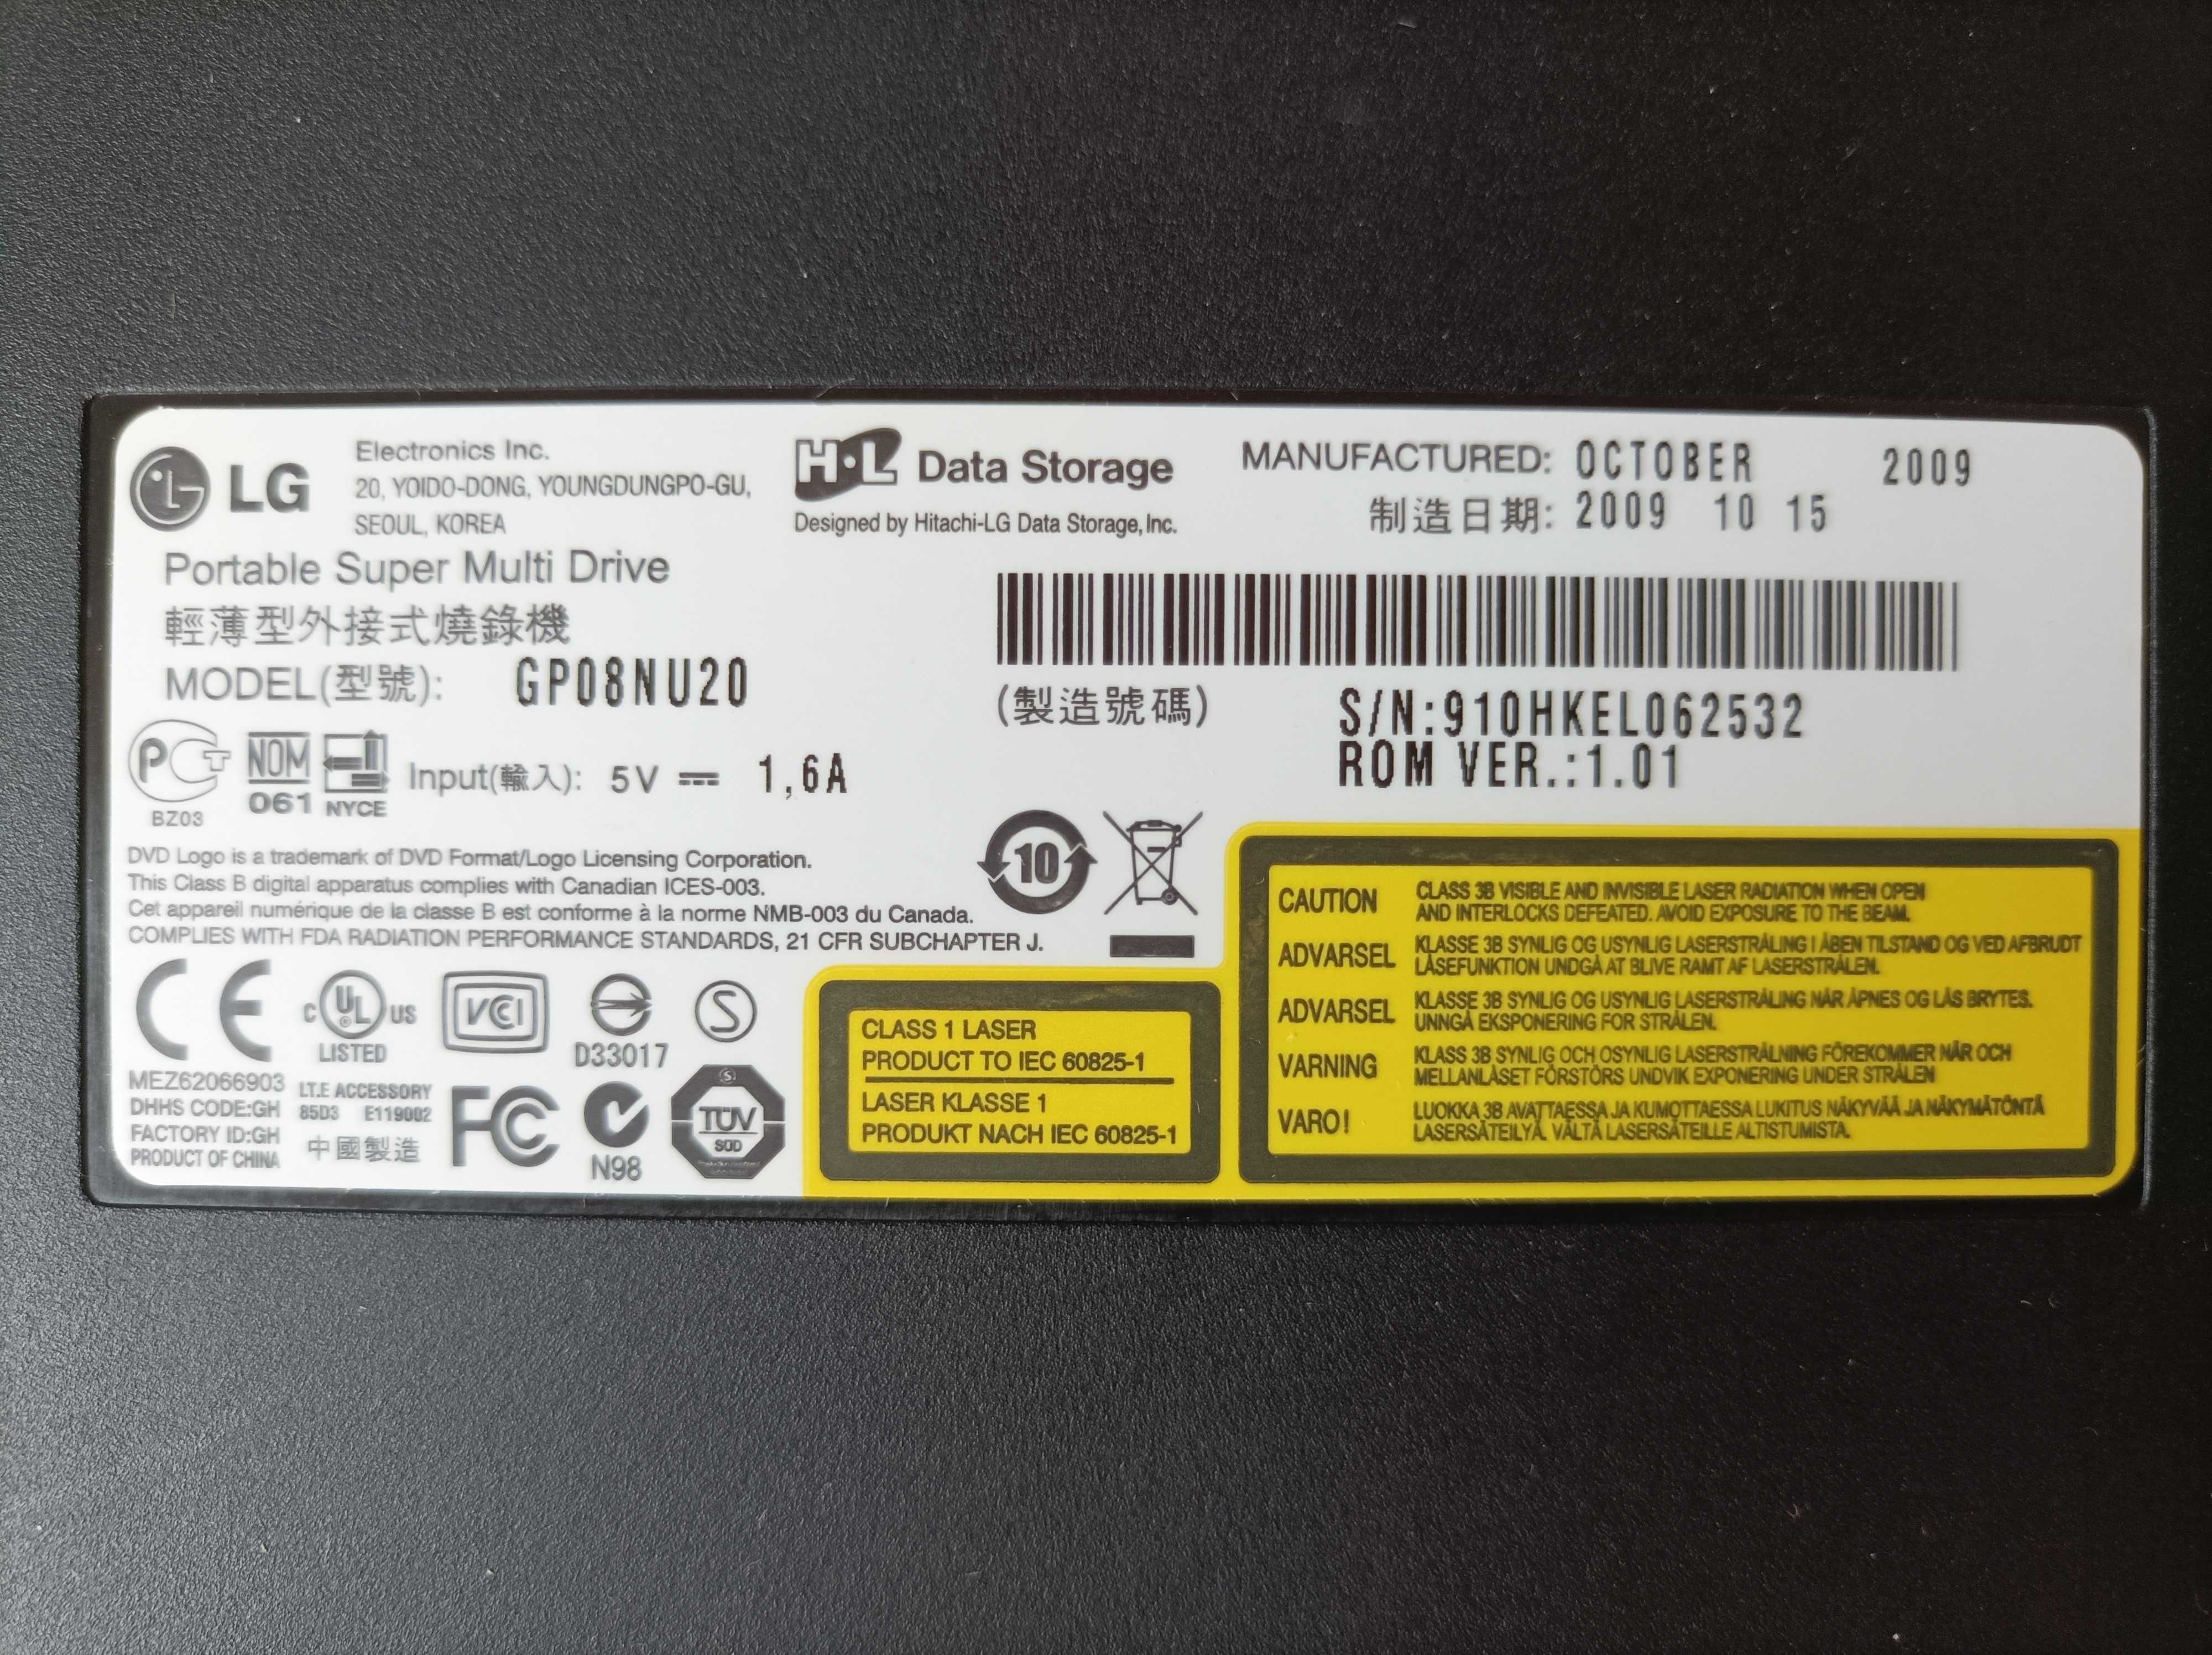 LG
Electronics Inc.
20, YOIDO-DONG, YOUNGDUNGPO-GU,
SEOUL, KOREA
H·L Data Storage
Designed by Hitachi-LG Data Storage, Inc.
MANUFACTURED: OCTOBER 2009
制造日期: 2009 10 15
Portable Super Multi Drive
輕薄型外接式燒錄機
MODEL(型號): GP08NU20
(製造號碼) S/N:910HKEL062532
ROM VER.:1.01
PCT
BZ03
NOM
061
NYCE
Input(輸入): 5V 1,6A
DVD Logo is a trademark of DVD Format/Logo Licensing Corporation.
This Class B digital apparatus complies with Canadian ICES-003.
Cet appareil numérique de la classe B est conforme à la norme NMB-003 du Canada.
COMPLIES WITH FDA RADIATION PERFORMANCE STANDARDS, 21 CFR SUBCHAPTER J.
10
CE
C UL US
LISTED
VCCI
D33017
S
MEZ62066903
DHHS CODE:GH
FACTORY ID:GH
PRODUCT OF CHINA
I.T.E ACCESSORY
85D3 E119002
中國製造
FC
N98
S
TÜV
SÜD
CLASS 1 LASER
PRODUCT TO IEC 60825-1
LASER KLASSE 1
PRODUKT NACH IEC 60825-1
CAUTION CLASS 3B VISIBLE AND INVISIBLE LASER RADIATION WHEN OPEN
AND INTERLOCKS DEFEATED. AVOID EXPOSURE TO THE BEAM.
ADVARSEL KLASSE 3B SYNLIG OG USYNLIG LASERSTRÅLING I ÅBEN TILSTAND OG VED AFBRUDT
LÅSEFUNKTION UNDGÅ AT BLIVE RAMT AF LASERSTRÅLEN.
ADVARSEL KLASSE 3B SYNLIG OG USYNLIG LASERSTRÅLING NÅR ÅPNES OG LÅS BRYTES.
UNNGÅ EKSPONERING FOR STRÅLEN.
VARNING KLASS 3B SYNLIG OCH OSYNLIG LASERSTRÅLNING FÖREKOMMER NÄR OCH
MELLANLÅSET FÖRSTÖRS UNDVIK EXPONERING UNDER STRÅLEN
VARO! LUOKKA 3B AVATTAESSA JA KUMOTTAESSA LUKITUS NÄKYVÄÄ JA NÄKYMÄTÖNTÄ
LASERSÄTEILYÄ. VÄLTÄ LASERSÄTEILLE ALTISTUMISTA.